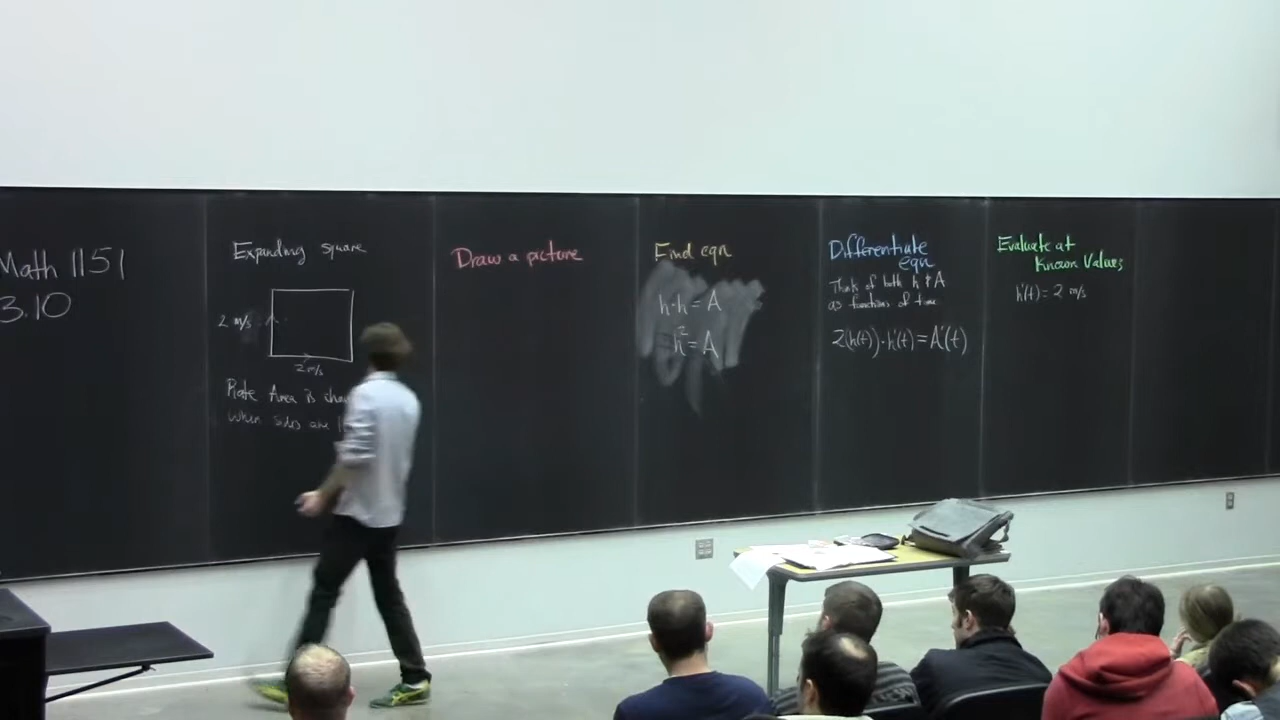 Math 1151
3.10
Expanding square
2 m/s
2 m/s
Rate Area is
when sides are
Draw a picture
Find eqn
h·h = A
h² = A
Differentiate
eqn
Think of both h & A
as functions of time
2(h(t))·h'(t) = A'(t)
Evaluate at
Known Values
h'(t) = 2 m/s